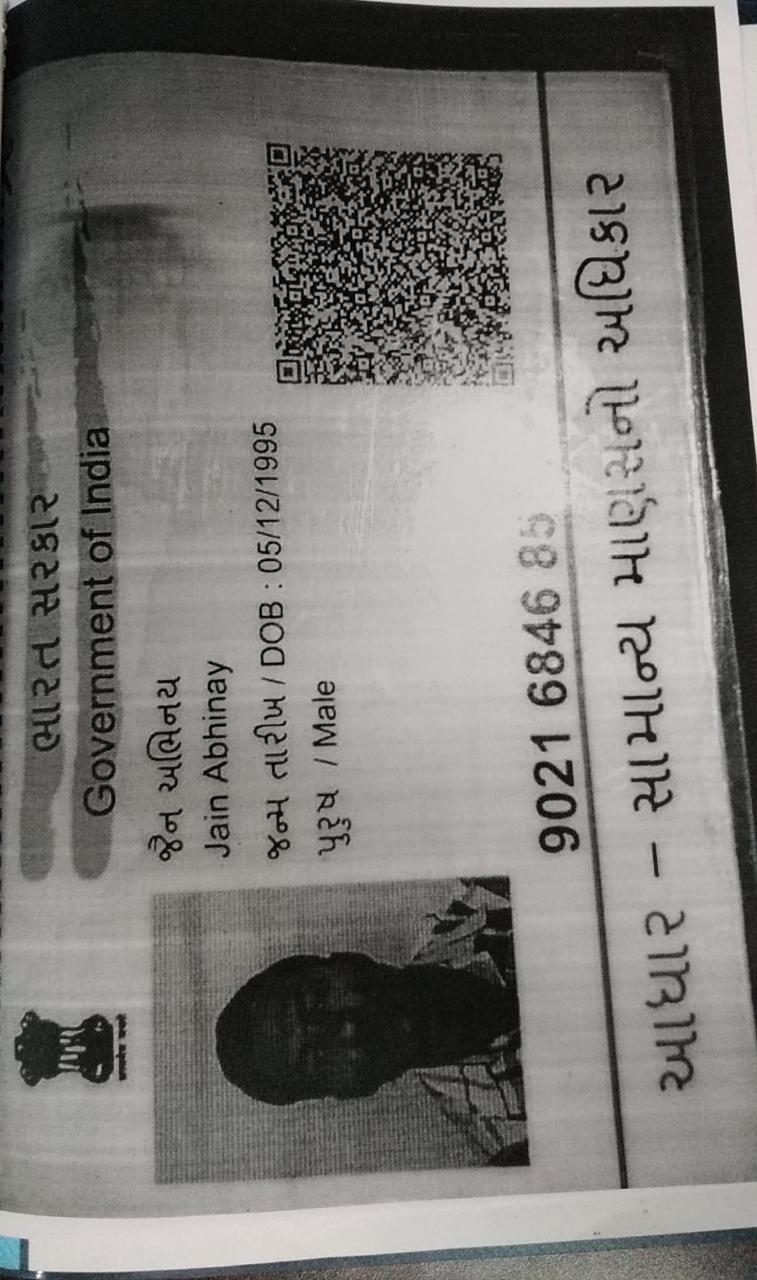 ભારત સરકાર
Government of India
જૈન અભિનય
Jain Abhinay
જન્મ તારીખ / DOB : 05/12/1995
પુરુષ / Male
9021 6846 85
આધાર – સામાન્ય માણસનો અધિકાર